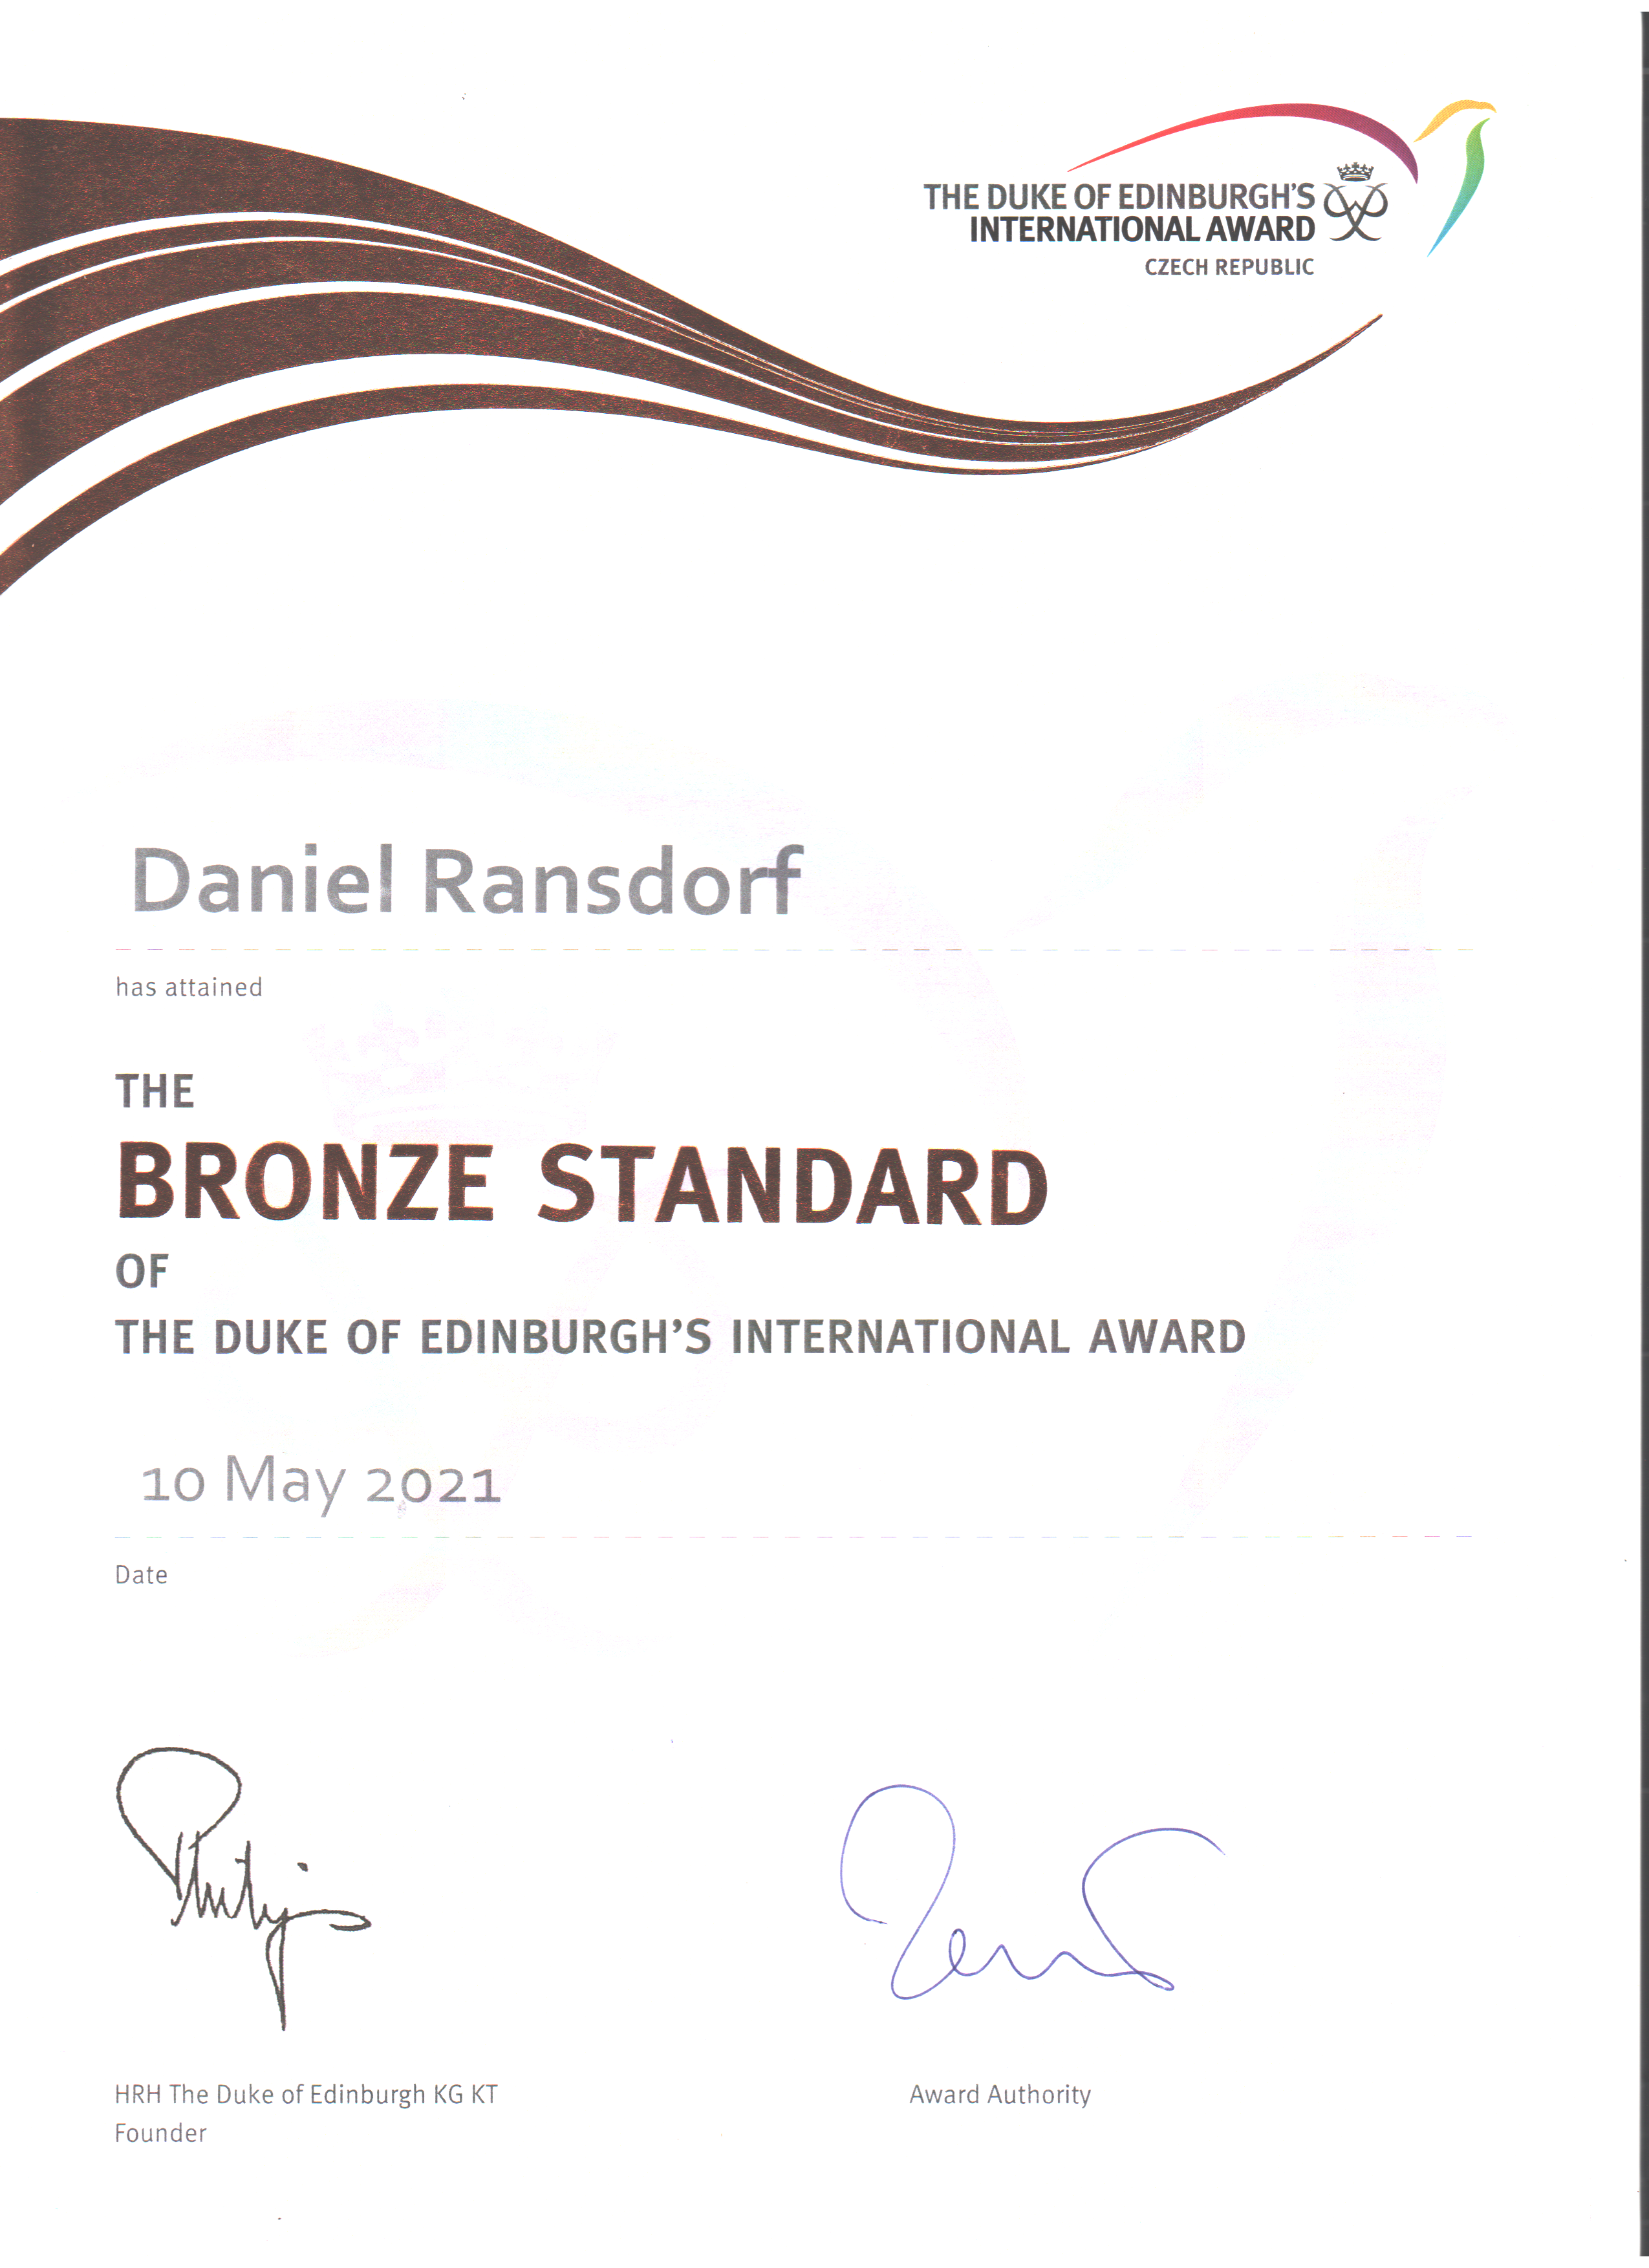 THE DUKE OF EDINBURGH'S
INTERNATIONAL AWARD
CZECH REPUBLIC
Daniel Ransdorf
has attained
THE
BRONZE STANDARD
OF
THE DUKE OF EDINBURGH'S INTERNATIONAL AWARD
10 May 2021
Date
Philip
HRH The Duke of Edinburgh KG KT
Founder
Award Authority